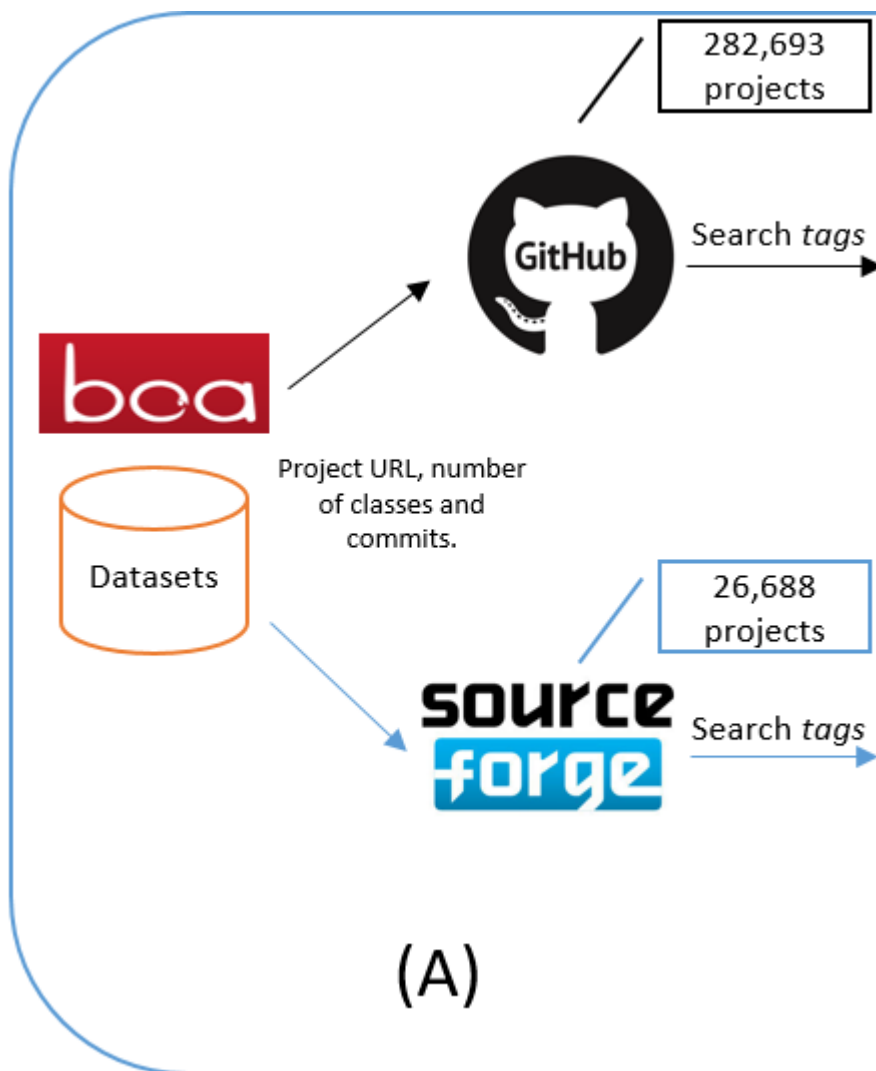 282,693
projects
GitHub
Search tags
boa
Project URL, number
of classes and
commits.
Datasets
26,688
projects
source
forge
Search tags
(A)